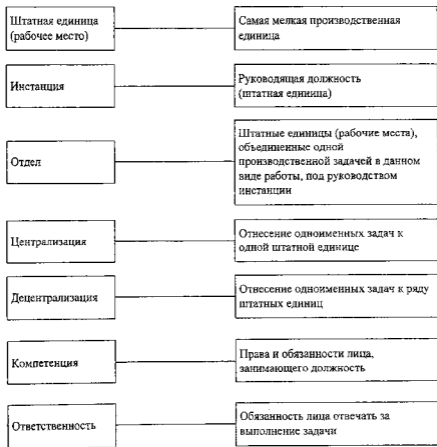 Штатная единица
(рабочее место)
Самая мелкая производственная
единица
Инстанция
Руководящая должность
(штатная единица)
Отдел
Штатные единицы (рабочие места),
объединенные одной
производственной задачей в данном
виде работы, под руководством
инстанции
Централизация
Отнесение одноименных задач к
одной штатной единице
Децентрализация
Отнесение одноименных задач к ряду
штатных единиц
Компетенция
Права и обязанности лица,
занимающего должность
Ответственность
Обязанность лица отвечать за
выполнение задачи